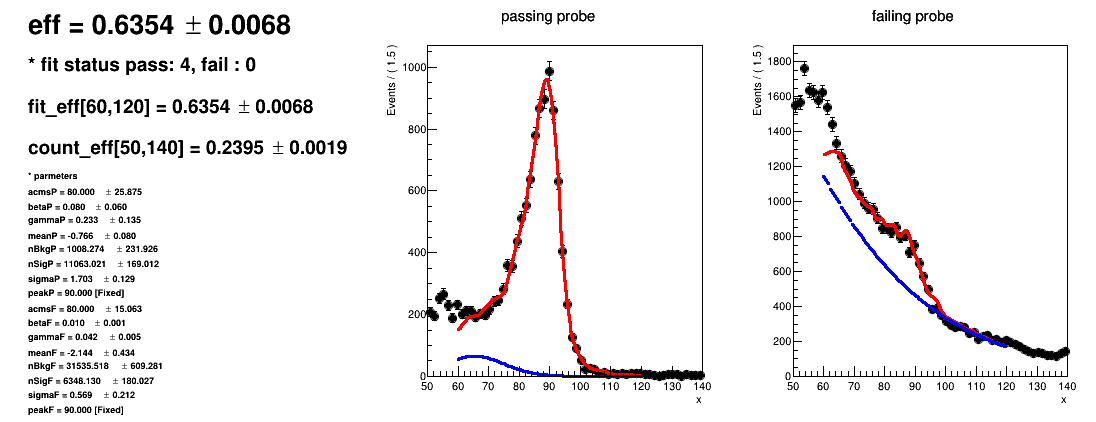 eff = 0.6354 ± 0.0068
* fit status pass: 4, fail : 0
fit_eff[60,120] = 0.6354 ± 0.0068
count_eff[50,140] = 0.2395 ± 0.0019
* parmeters
acmsP = 80.000 ± 25.875
betaP = 0.080 ± 0.060
gammaP = 0.233 ± 0.135
meanP = -0.766 ± 0.080
nBkgP = 1008.274 ± 231.926
nSigP = 11063.021 ± 169.012
sigmaP = 1.703 ± 0.129
peakP = 90.000 [Fixed]
acmsF = 80.000 ± 15.063
betaF = 0.010 ± 0.001
gammaF = 0.042 ± 0.005
meanF = -2.144 ± 0.434
nBkgF = 31535.518 ± 609.281
nSigF = 6348.130 ± 180.027
sigmaF = 0.569 ± 0.212
peakF = 90.000 [Fixed]
passing probe
Events / ( 1.5 )
1000
800
600
400
200
0
50 60 70 80 90 100 110 120 130 140
x
failing probe
Events / ( 1.5 )
1800
1600
1400
1200
1000
800
600
400
200
0
50 60 70 80 90 100 110 120 130 140
x